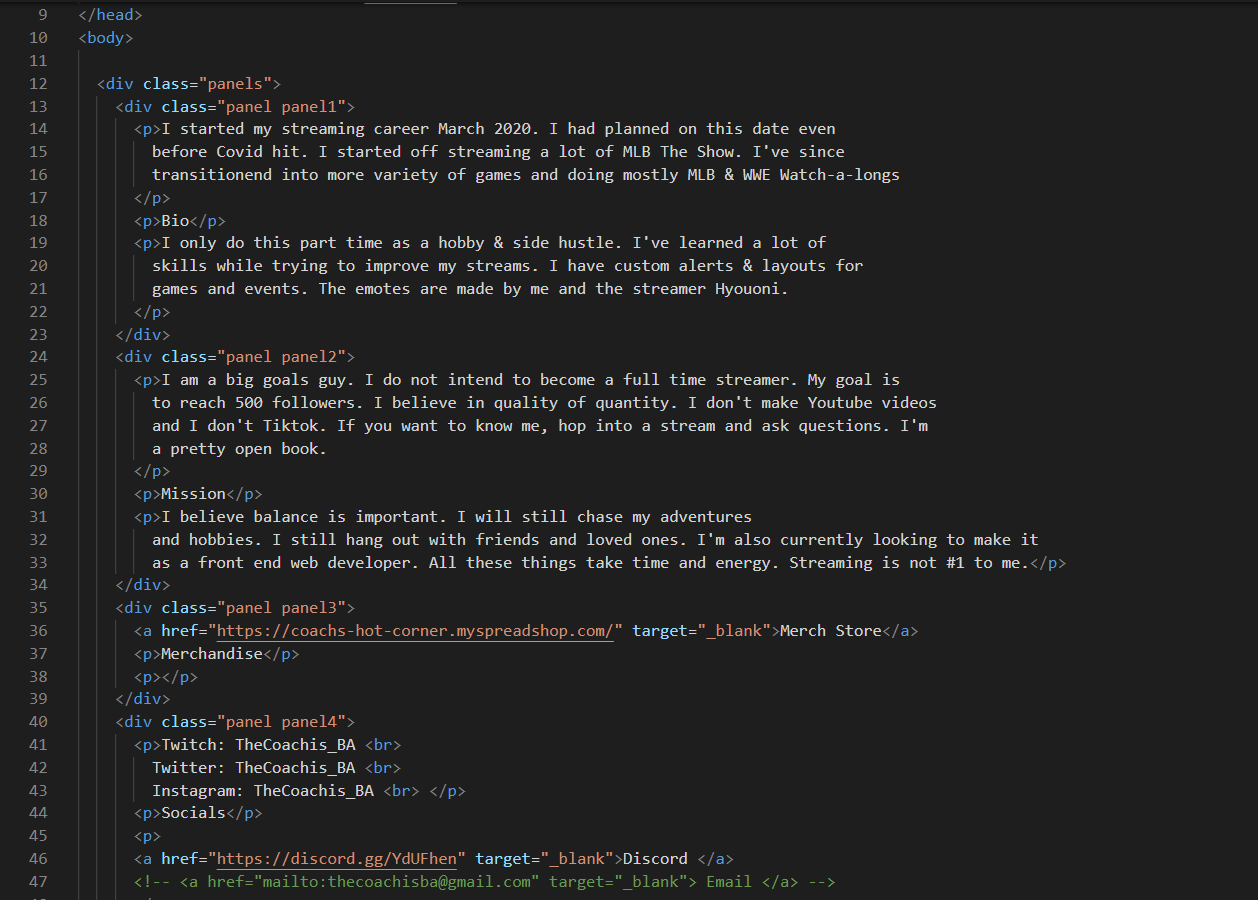 9 </head>
10 <body>
11
12 <div class="panels">
13 <div class="panel panel1">
14 <p>I started my streaming career March 2020. I had planned on this date even
15 before Covid hit. I started off streaming a lot of MLB The Show. I've since
16 transitionend into more variety of games and doing mostly MLB & WWE Watch-a-longs
17 </p>
18 <p>Bio</p>
19 <p>I only do this part time as a hobby & side hustle. I've learned a lot of
20 skills while trying to improve my streams. I have custom alerts & layouts for
21 games and events. The emotes are made by me and the streamer Hyouoni.
22 </p>
23 </div>
24 <div class="panel panel2">
25 <p>I am a big goals guy. I do not intend to become a full time streamer. My goal is
26 to reach 500 followers. I believe in quality of quantity. I don't make Youtube videos
27 and I don't Tiktok. If you want to know me, hop into a stream and ask questions. I'm
28 a pretty open book.
29 </p>
30 <p>Mission</p>
31 <p>I believe balance is important. I will still chase my adventures
32 and hobbies. I still hang out with friends and loved ones. I'm also currently looking to make it
33 as a front end web developer. All these things take time and energy. Streaming is not #1 to me.</p>
34 </div>
35 <div class="panel panel3">
36 <a href="https://coachs-hot-corner.myspreadshop.com/" target="_blank">Merch Store</a>
37 <p>Merchandise</p>
38 <p></p>
39 </div>
40 <div class="panel panel4">
41 <p>Twitch: TheCoachis_BA <br>
42 Twitter: TheCoachis_BA <br>
43 Instagram: TheCoachis_BA <br> </p>
44 <p>Socials</p>
45 <p>
46 <a href="https://discord.gg/YdUFhen" target="_blank">Discord </a>
47 <!-- <a href="mailto:thecoachisba@gmail.com" target="_blank"> Email </a> -->